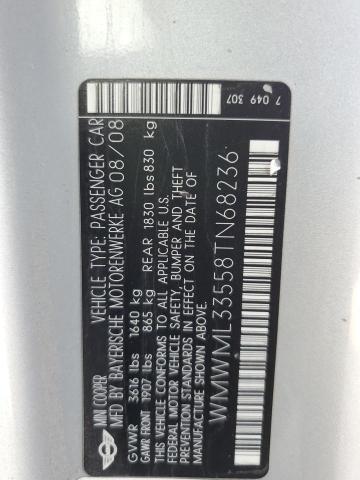 7 049 307
MINI COOPER
VEHICLE TYPE: PASSENGER CAR
MFD BY BAYERISCHE MOTORENWERKE AG 08/08
GVWR 3616 lbs 1640 kg
GAWR FRONT 1907 lbs 865 kg REAR 1830 lbs 830 kg
THIS VEHICLE CONFORMS TO ALL APPLICABLE U.S.
FEDERAL MOTOR VEHICLE SAFETY, BUMPER AND THEFT
PREVENTION STANDARDS IN EFFECT ON THE DATE OF
MANUFACTURE SHOWN ABOVE.
WMWML33558TN68236